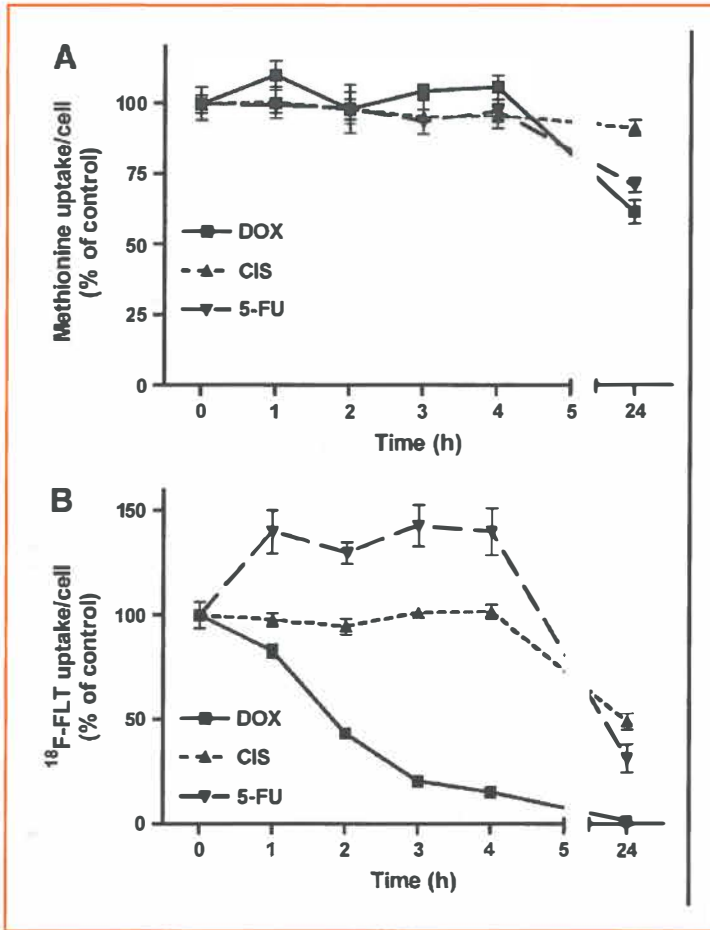 A
Methionine uptake/cell
(% of control)
100
75
50
25
0
DOX
CIS
5-FU
0 1 2 3 4 5 24
Time (h)
B
¹⁸F-FLT uptake/cell
(% of control)
150
100
50
0
DOX
CIS
5-FU
0 1 2 3 4 5 24
Time (h)